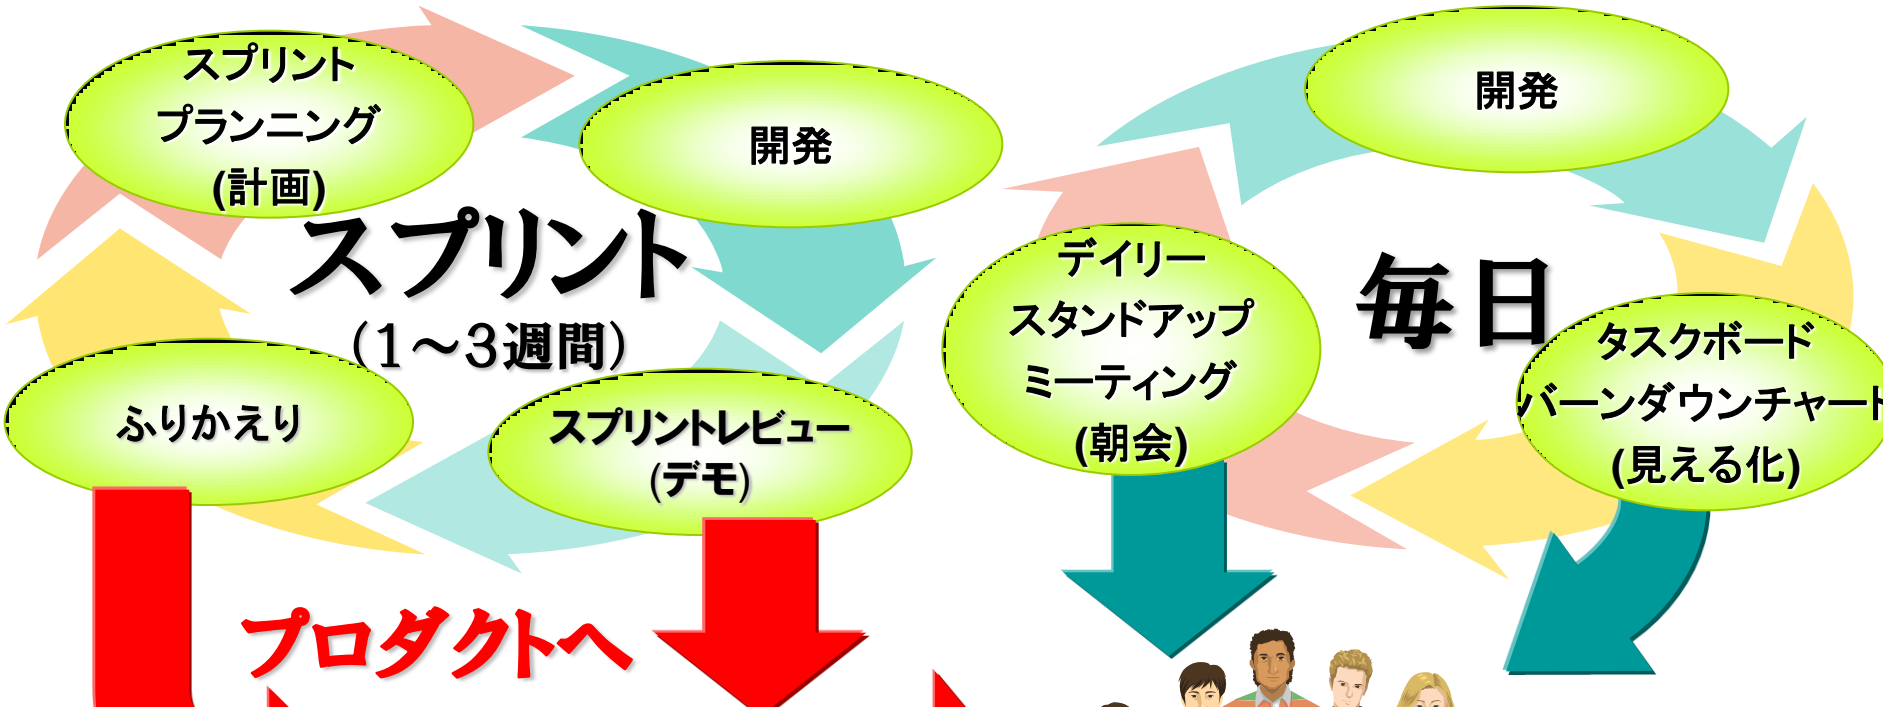 スプリント
プランニング
(計画)
開発
スプリント
(1～3週間)
ふりかえり
スプリントレビュー
(デモ)
プロダクトへ
開発
デイリー
スタンドアップ
ミーティング
(朝会)
毎日
タスクボード
バーンダウンチャート
(見える化)